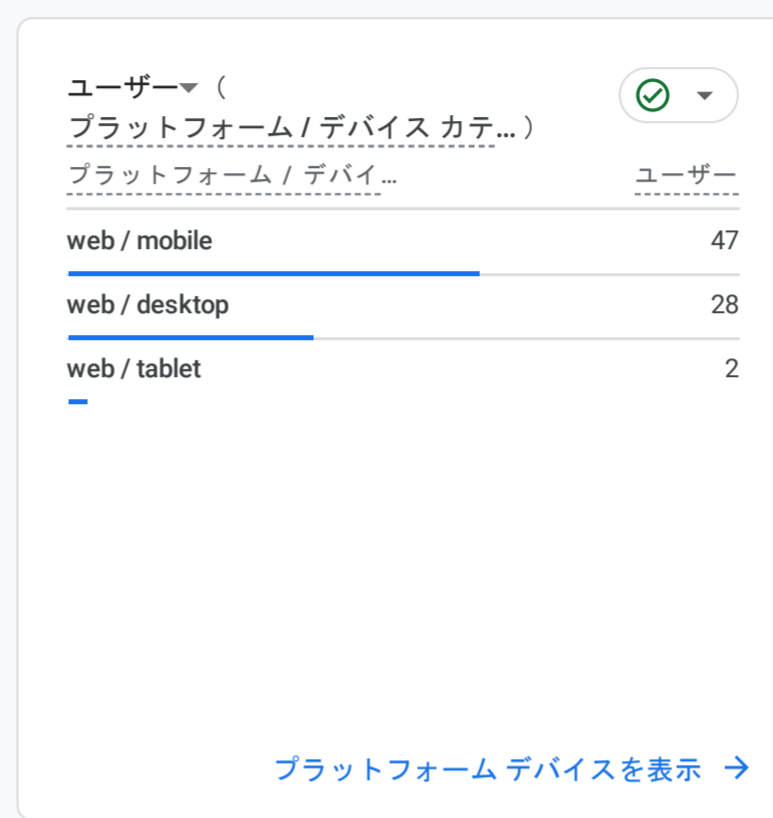 ユーザー （
プラットフォーム / デバイス カテ... ）
プラットフォーム / デバイ... ユーザー
web / mobile 47
web / desktop 28
web / tablet 2
プラットフォーム デバイスを表示 →